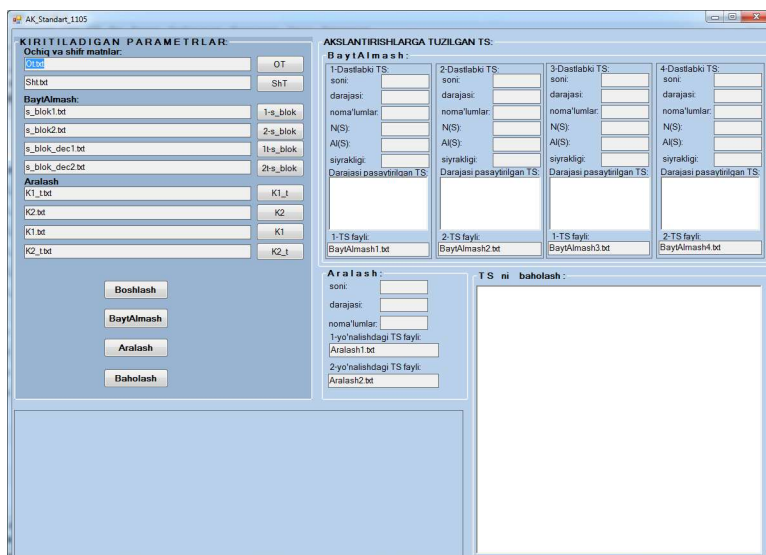 AK_Standart_1105
KIRITILADIGAN PARAMETRLAR:
Ochiq va shifr matnlar:
Ot.txt
OT
Sht.txt
ShT
BaytAlmash:
s_blok1.txt
1-s_blok
s_blok2.txt
2-s_blok
s_blok_dec1.txt
1t-s_blok
s_blok_dec2.txt
2t-s_blok
Aralash
K1_t.txt
K1_t
K2.txt
K2
K1.txt
K1
K2_t.txt
K2_t
Boshlash
BaytAlmash
Aralash
Baholash
AKSLANTIRISHLARGA TUZILGAN TS:
BaytAlmash:
1-Dastlabki TS:
soni:
darajasi:
noma'lumlar:
N(S):
AI(S):
siyrakligi:
Darajasi pasaytirilgan TS:
1-TS fayli:
BaytAlmash1.txt
2-Dastlabki TS:
soni:
darajasi:
noma'lumlar:
N(S):
AI(S):
siyrakligi:
Darajasi pasaytirilgan TS:
2-TS fayli:
BaytAlmash2.txt
3-Dastlabki TS:
soni:
darajasi:
noma'lumlar:
N(S):
AI(S):
siyrakligi:
Darajasi pasaytirilgan TS:
1-TS fayli:
BaytAlmash3.txt
4-Dastlabki TS:
soni:
darajasi:
noma'lumlar:
N(S):
AI(S):
siyrakligi:
Darajasi pasaytirilgan TS:
2-TS fayli:
BaytAlmash4.txt
Aralash:
soni:
darajasi:
noma'lumlar:
1-yo'nalishdagi TS fayli:
Aralash1.txt
2-yo'nalishdagi TS fayli:
Aralash2.txt
TS ni baholash: